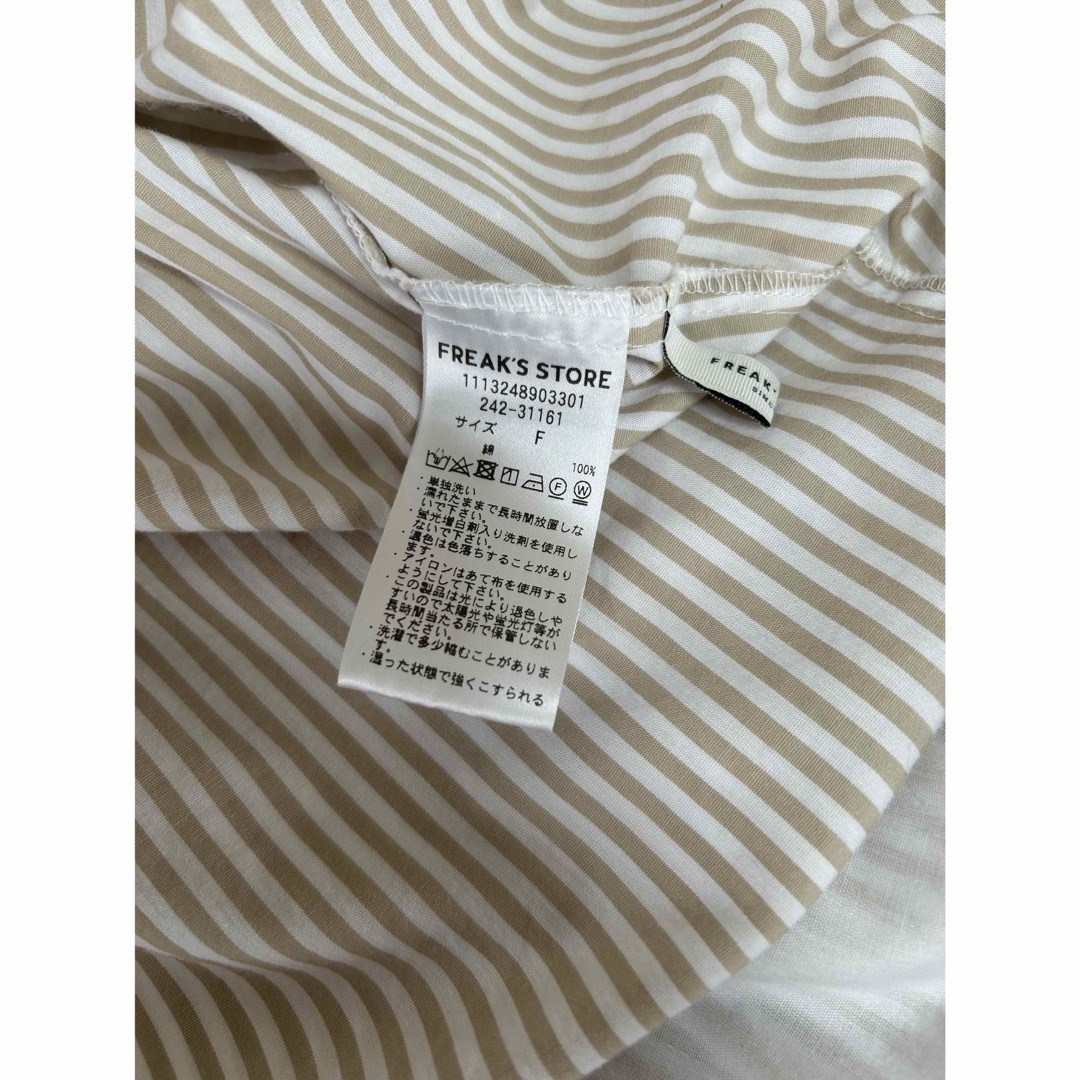 FREAK'S STORE
1113248903301
242-31161
サイズ F
綿 100%
F W
・単独洗い
・濡れたままで長時間放置しな
いで下さい。
・蛍光増白剤入り洗剤を使用し
ないで下さい。
・退色は色落ちすることがあり
ます。
・アイロンはあて布を使用する
ようにして下さい。
・この製品は光により退色しや
すいので太陽光や蛍光灯等が
長時間当たる所で保管しない
でください。
・洗濯で多少縮むことがありま
す。
・湿った状態で強くこすられる
FREAK'
SINC